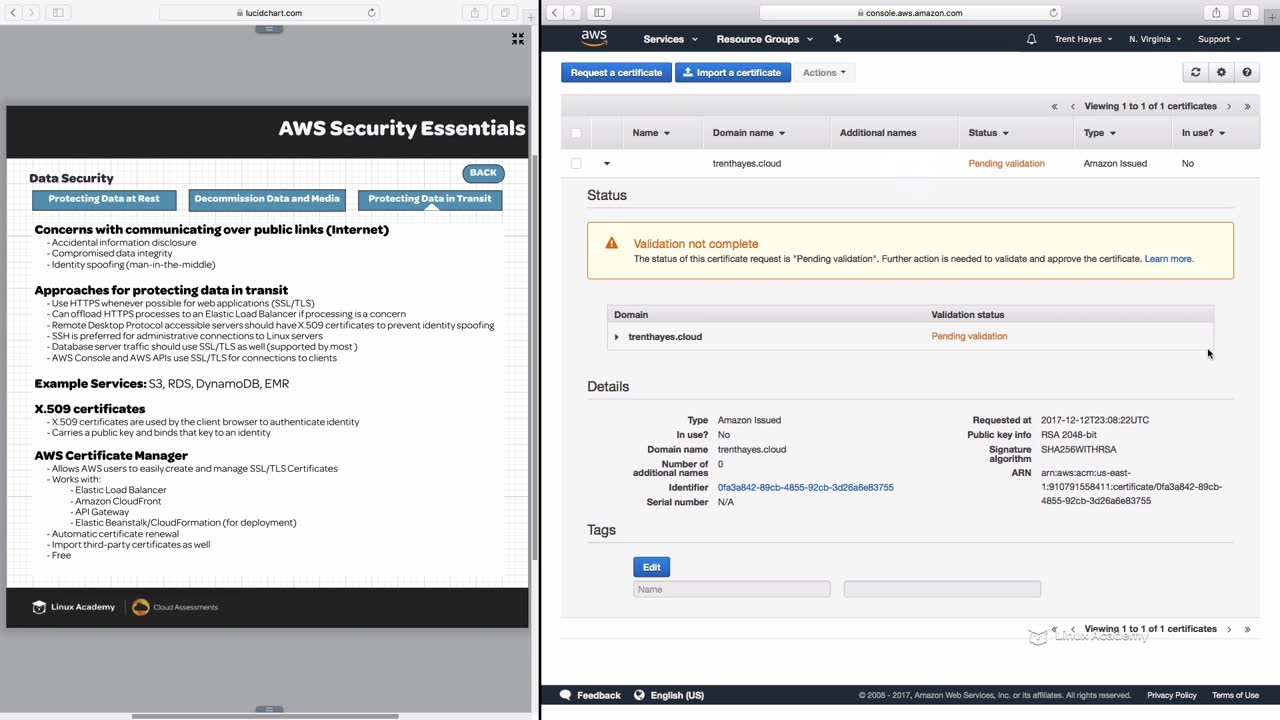 lucidchart.com
AWS Security Essentials
Data Security
BACK
Protecting Data at Rest
Decommission Data and Media
Protecting Data in Transit
Concerns with communicating over public links (Internet)
- Accidental information disclosure
- Compromised data integrity
- Identity spoofing (man-in-the-middle)
Approaches for protecting data in transit
- Use HTTPS whenever possible for web applications (SSL/TLS)
- Can offload HTTPS processes to an Elastic Load Balancer if processing is a concern
- Remote Desktop Protocol accessible servers should have X.509 certificates to prevent identity spoofing
- SSH is preferred for administrative connections to Linux servers
- Database server traffic should use SSL/TLS as well (supported by most )
- AWS Console and AWS APIs use SSL/TLS for connections to clients
Example Services: S3, RDS, DynamoDB, EMR
X.509 certificates
- X.509 certificates are used by the client browser to authenticate identity
- Carries a public key and binds that key to an identity
AWS Certificate Manager
- Allows AWS users to easily create and manage SSL/TLS Certificates
- Works with:
- Elastic Load Balancer
- Amazon CloudFront
- API Gateway
- Elastic Beanstalk/CloudFormation (for deployment)
- Automatic certificate renewal
- Import third-party certificates as well
- Free
Linux Academy
Cloud Assessments
console.aws.amazon.com
aws
Services
Resource Groups
Trent Hayes
N. Virginia
Support
Request a certificate
Import a certificate
Actions
« ‹ Viewing 1 to 1 of 1 certificates › »
Name
Domain name
Additional names
Status
Type
In use?
trenthayes.cloud
Pending validation
Amazon Issued
No
Status
Validation not complete
The status of this certificate request is "Pending validation". Further action is needed to validate and approve the certificate. Learn more.
Domain
Validation status
trenthayes.cloud
Pending validation
Details
Type Amazon Issued
In use? No
Domain name trenthayes.cloud
Number of additional names 0
Identifier 0fa3a842-89cb-4855-92cb-3d26a6e83755
Serial number N/A
Requested at 2017-12-12T23:08:22UTC
Public key info RSA 2048-bit
Signature algorithm SHA256WITHRSA
ARN arn:aws:acm:us-east-
1:910791558411:certificate/0fa3a842-89cb-
4855-92cb-3d26a6e83755
Tags
Edit
Name
« ‹ Viewing 1 to 1 of 1 certificates › »
Linux Academy
Feedback
English (US)
© 2008 - 2017, Amazon Web Services, Inc. or its affiliates. All rights reserved.
Privacy Policy
Terms of Use